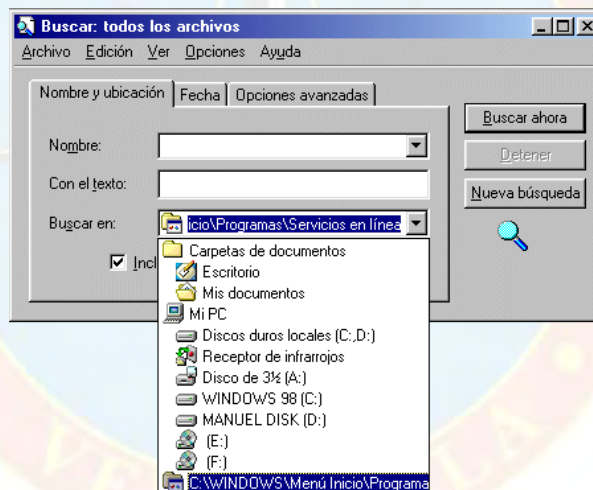 Buscar: todos los archivos
Archivo Edición Ver Opciones Ayuda
Nombre y ubicación Fecha Opciones avanzadas
Buscar ahora
Nombre:
Detener
Con el texto:
Nueva búsqueda
Buscar en: icio\Programas\Servicios en línea
Incl
Carpetas de documentos
Escritorio
Mis documentos
Mi PC
Discos duros locales (C:,D:)
Receptor de infrarrojos
Disco de 3½ (A:)
WINDOWS 98 (C:)
MANUEL DISK (D:)
(E:)
(F:)
C:\WINDOWS\Menú Inicio\Programa